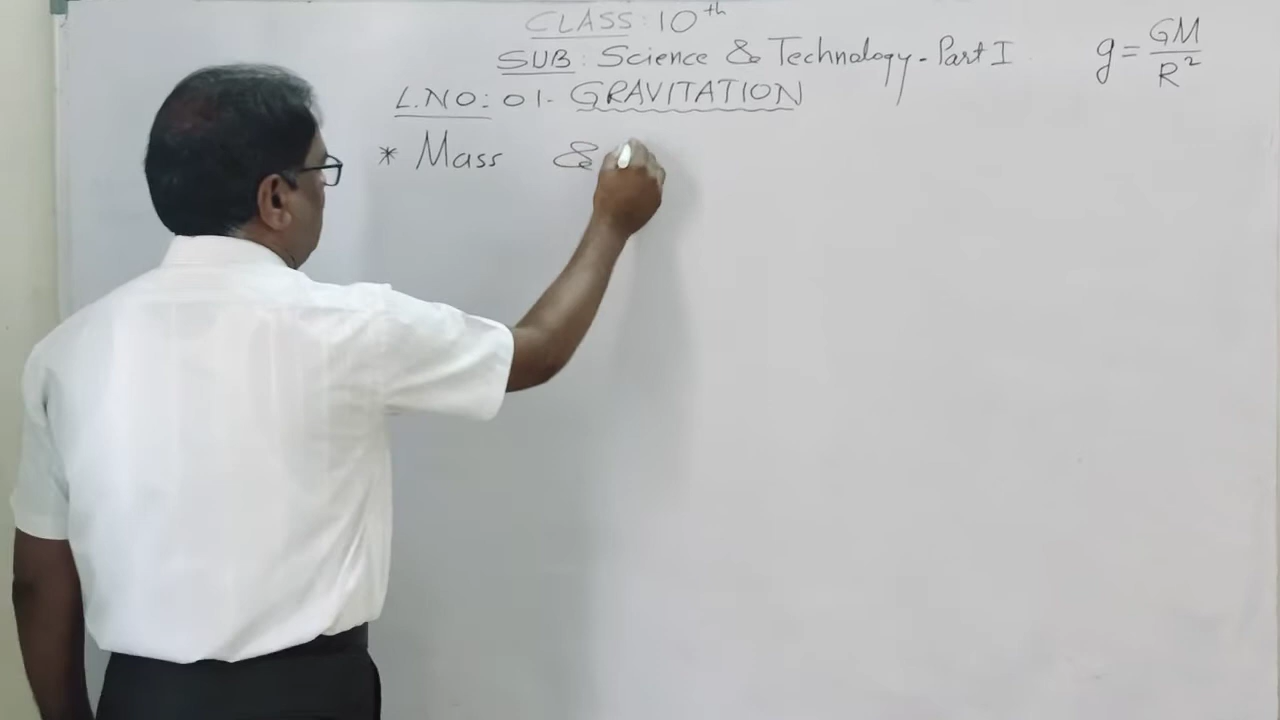 CLASS: 10th
SUB: Science & Technology - Part I
g = GM/R²
L.NO: 01. GRAVITATION
* Mass &